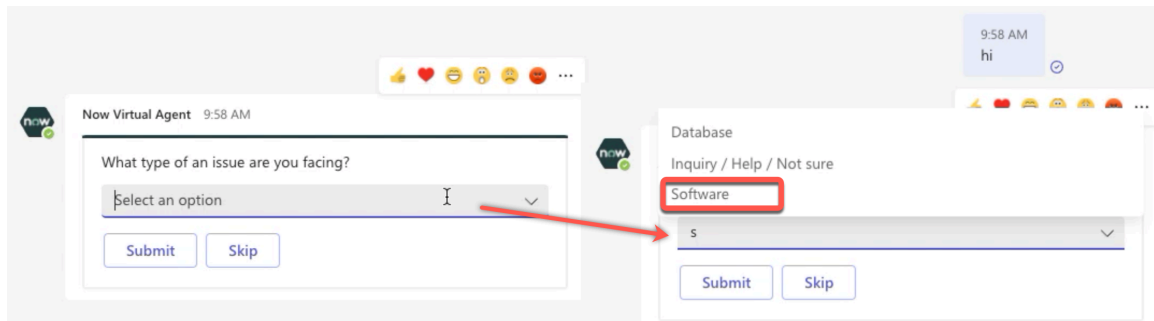 now
Now Virtual Agent 9:58 AM
What type of an issue are you facing?
Select an option
Submit Skip
9:58 AM
hi
now
Database
Inquiry / Help / Not sure
Software
s
Submit Skip